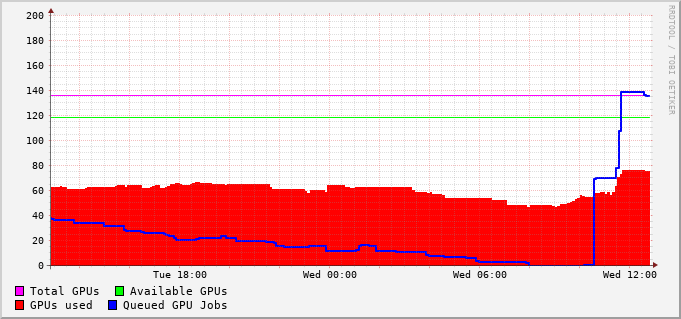 200
180
160
140
120
100
80
60
40
20
0
Tue 18:00 Wed 00:00 Wed 06:00 Wed 12:00
Total GPUs Available GPUs
GPUs used Queued GPU Jobs
RRDTOOL / TOBI OETIKER